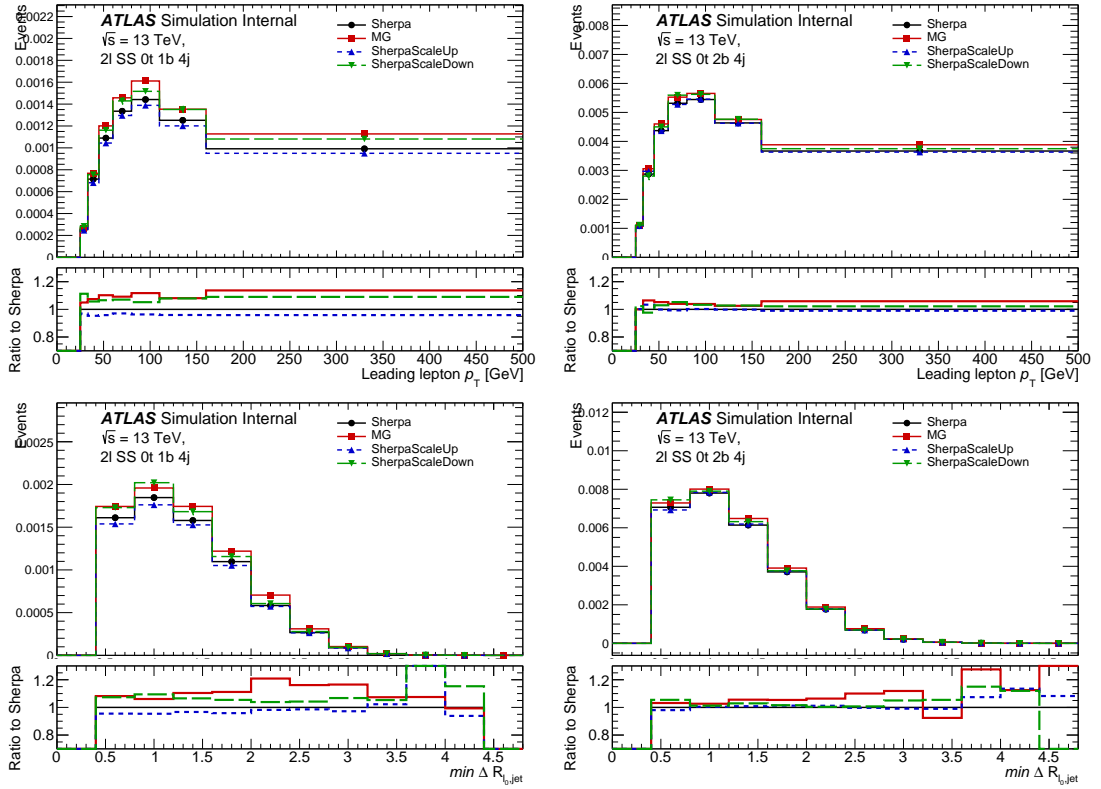 Events
0.0022
0.002
0.0018
0.0016
0.0014
0.0012
0.001
0.0008
0.0006
0.0004
0.0002
0
ATLAS Simulation Internal
√s = 13 TeV,
2l SS 0t 1b 4j
Sherpa
MG
SherpaScaleUp
SherpaScaleDown
Ratio to Sherpa
1.2
1
0.8
0 50 100 150 200 250 300 350 400 450 500
Leading lepton p_T [GeV]
Events
0.008
0.007
0.006
0.005
0.004
0.003
0.002
0.001
0
ATLAS Simulation Internal
√s = 13 TeV,
2l SS 0t 2b 4j
Sherpa
MG
SherpaScaleUp
SherpaScaleDown
Ratio to Sherpa
1.2
1
0.8
0 50 100 150 200 250 300 350 400 450 500
Leading lepton p_T [GeV]
Events
0.0025
0.002
0.0015
0.001
0.0005
0
ATLAS Simulation Internal
√s = 13 TeV,
2l SS 0t 1b 4j
Sherpa
MG
SherpaScaleUp
SherpaScaleDown
Ratio to Sherpa
1.2
1
0.8
0 0.5 1 1.5 2 2.5 3 3.5 4 4.5
min Δ R_l0,jet
Events
0.012
0.01
0.008
0.006
0.004
0.002
0
ATLAS Simulation Internal
√s = 13 TeV,
2l SS 0t 2b 4j
Sherpa
MG
SherpaScaleUp
SherpaScaleDown
Ratio to Sherpa
1.2
1
0.8
0 0.5 1 1.5 2 2.5 3 3.5 4 4.5
min Δ R_l0,jet